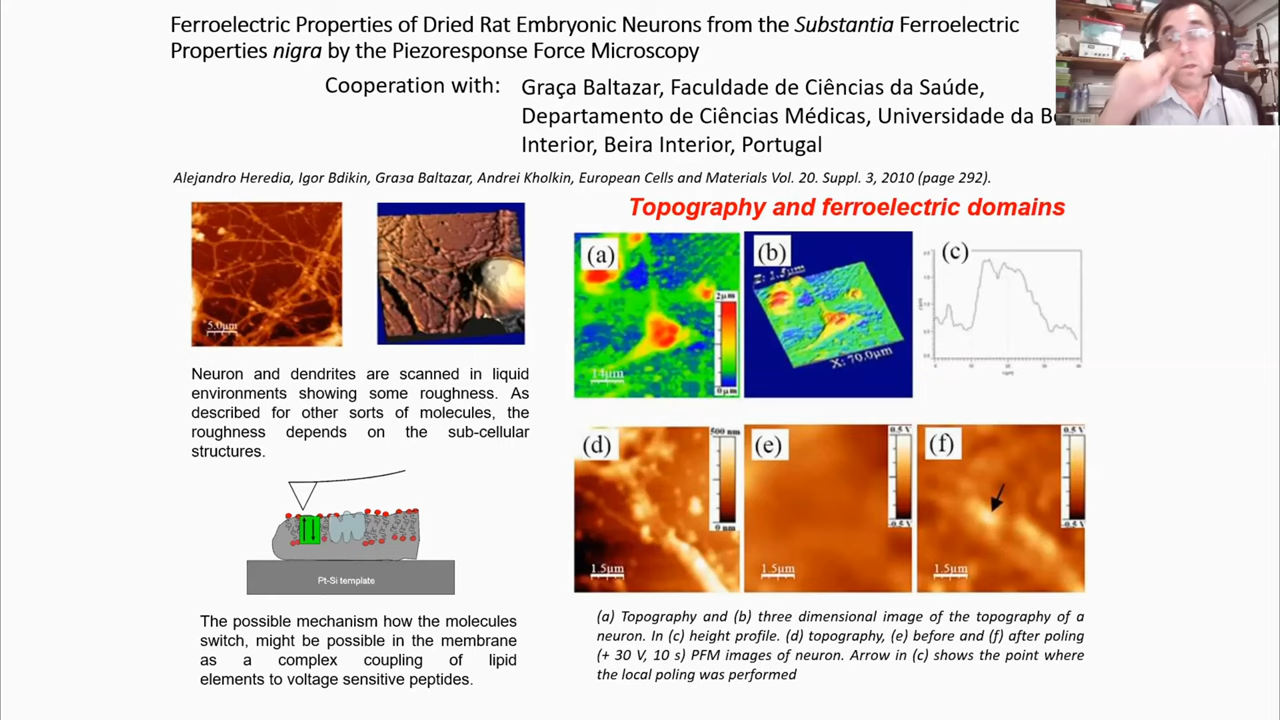 Ferroelectric Properties of Dried Rat Embryonic Neurons from the Substantia Ferroelectric
Properties nigra by the Piezoresponse Force Microscopy
Cooperation with:
Graça Baltazar, Faculdade de Ciências da Saúde,
Departamento de Ciências Médicas, Universidade da
Interior, Beira Interior, Portugal
Alejandro Heredia, Igor Bdikin, Graзa Baltazar, Andrei Kholkin, European Cells and Materials Vol. 20. Suppl. 3, 2010 (page 292).
Topography and ferroelectric domains
5.0µm
(a)
2µm
0µm
14µm
(b)
Z: 1.5µm
X: 70.0µm
(c)
Neuron and dendrites are scanned in liquid
environments showing some roughness. As
described for other sorts of molecules, the
roughness depends on the sub-cellular
structures.
(d)
500 nm
0 nm
1.5µm
(e)
0.5 V
-0.5 V
1.5µm
(f)
0.5 V
-0.5 V
1.5µm
Pt-Si template
The possible mechanism how the molecules
switch, might be possible in the membrane
as a complex coupling of lipid
elements to voltage sensitive peptides.
(a) Topography and (b) three dimensional image of the topography of a
neuron. In (c) height profile. (d) topography, (e) before and (f) after poling
(+ 30 V, 10 s) PFM images of neuron. Arrow in (c) shows the point where
the local poling was performed